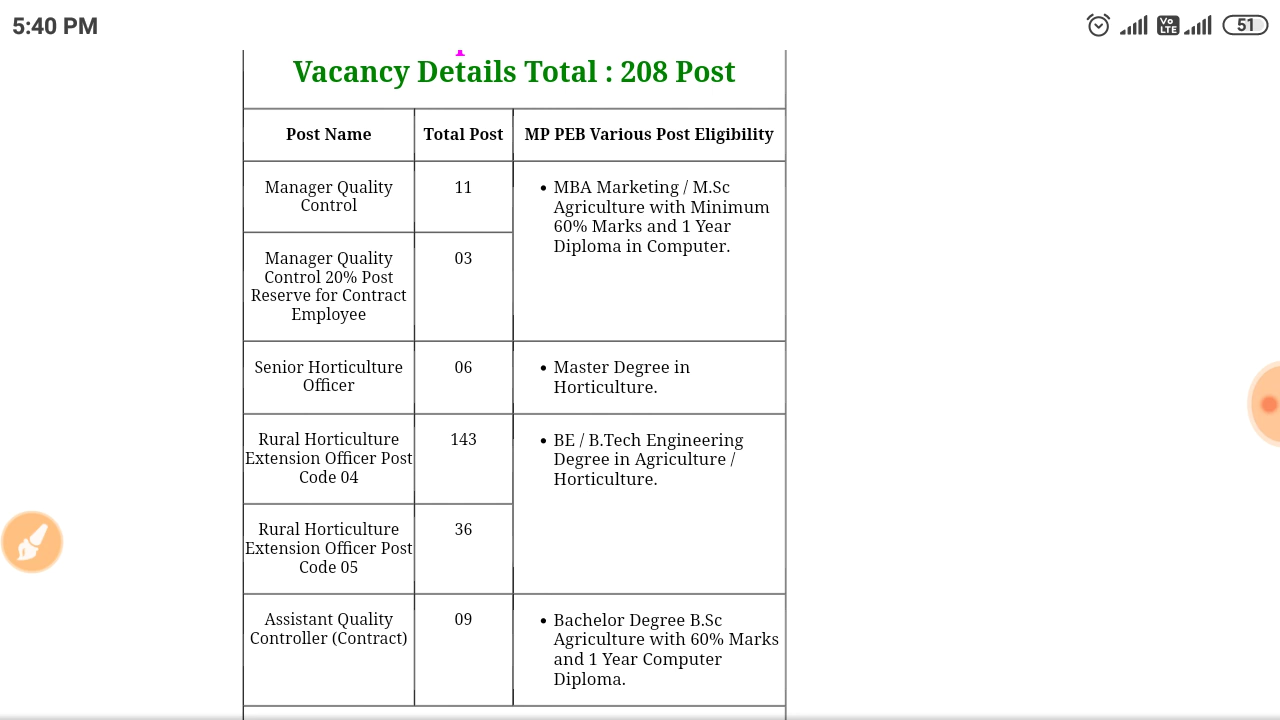 5:40 PM
Vo
LTE
51
Vacancy Details Total : 208 Post
Post Name
Total Post
MP PEB Various Post Eligibility
Manager Quality
Control
11
• MBA Marketing / M.Sc
Agriculture with Minimum
60% Marks and 1 Year
Diploma in Computer.
Manager Quality
Control 20% Post
Reserve for Contract
Employee
03
Senior Horticulture
Officer
06
• Master Degree in
Horticulture.
Rural Horticulture
Extension Officer Post
Code 04
143
• BE / B.Tech Engineering
Degree in Agriculture /
Horticulture.
Rural Horticulture
Extension Officer Post
Code 05
36
Assistant Quality
Controller (Contract)
09
• Bachelor Degree B.Sc
Agriculture with 60% Marks
and 1 Year Computer
Diploma.